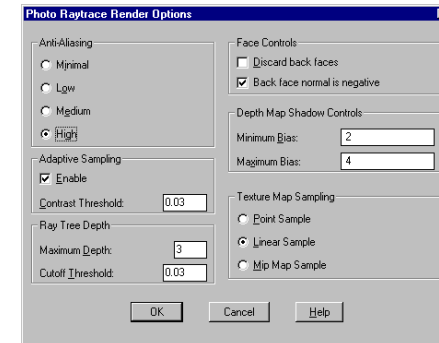 Photo Raytrace Render Options
Anti-Aliasing
Minimal
Low
Medium
High
Adaptive Sampling
Enable
Contrast Threshold: 0.03
Ray Tree Depth
Maximum Depth: 3
Cutoff Threshold: 0.03
Face Controls
Discard back faces
Back face normal is negative
Depth Map Shadow Controls
Minimum Bias: 2
Maximum Bias: 4
Texture Map Sampling
Point Sample
Linear Sample
Mip Map Sample
OK Cancel Help